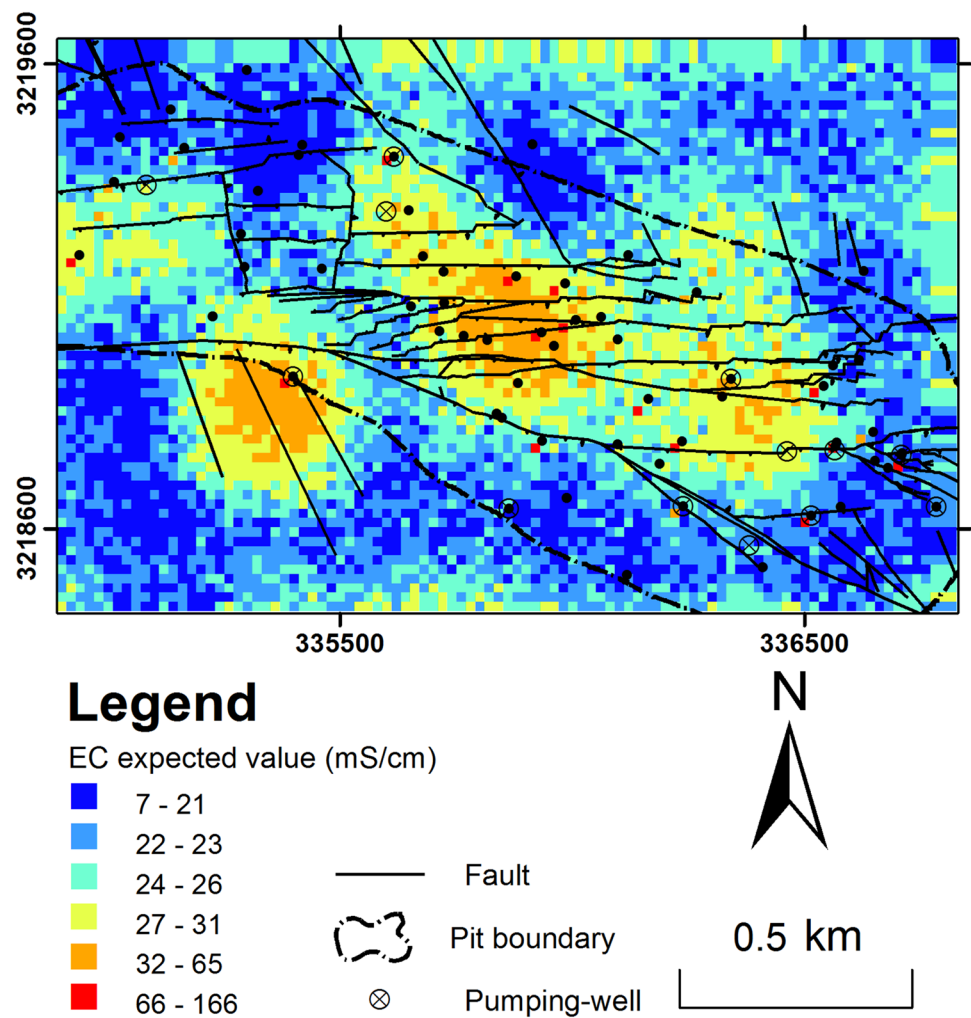 3219600
3218600
335500
336500
Legend
EC expected value (mS/cm)
7 - 21
22 - 23
24 - 26
27 - 31
32 - 65
66 - 166
Fault
Pit boundary
Pumping-well
N
0.5 km